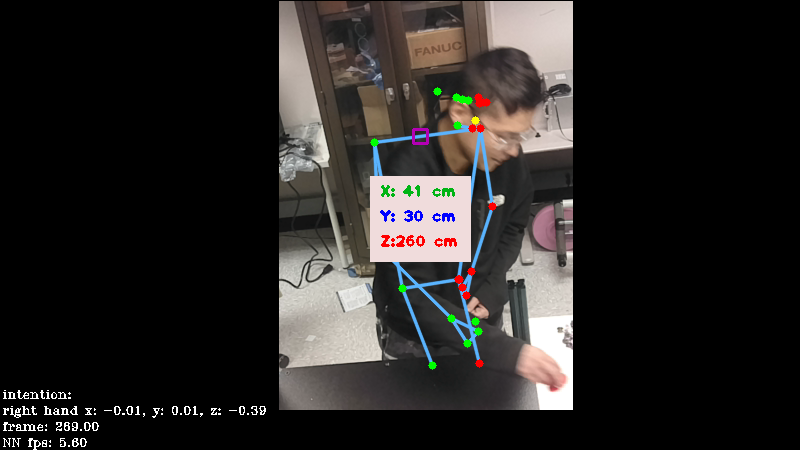 FANUC
X: 41 cm
Y: 30 cm
Z:260 cm
intention:
right hand x: −0.01, y: 0.01, z: −0.39
frame: 269.00
NN fps: 5.60